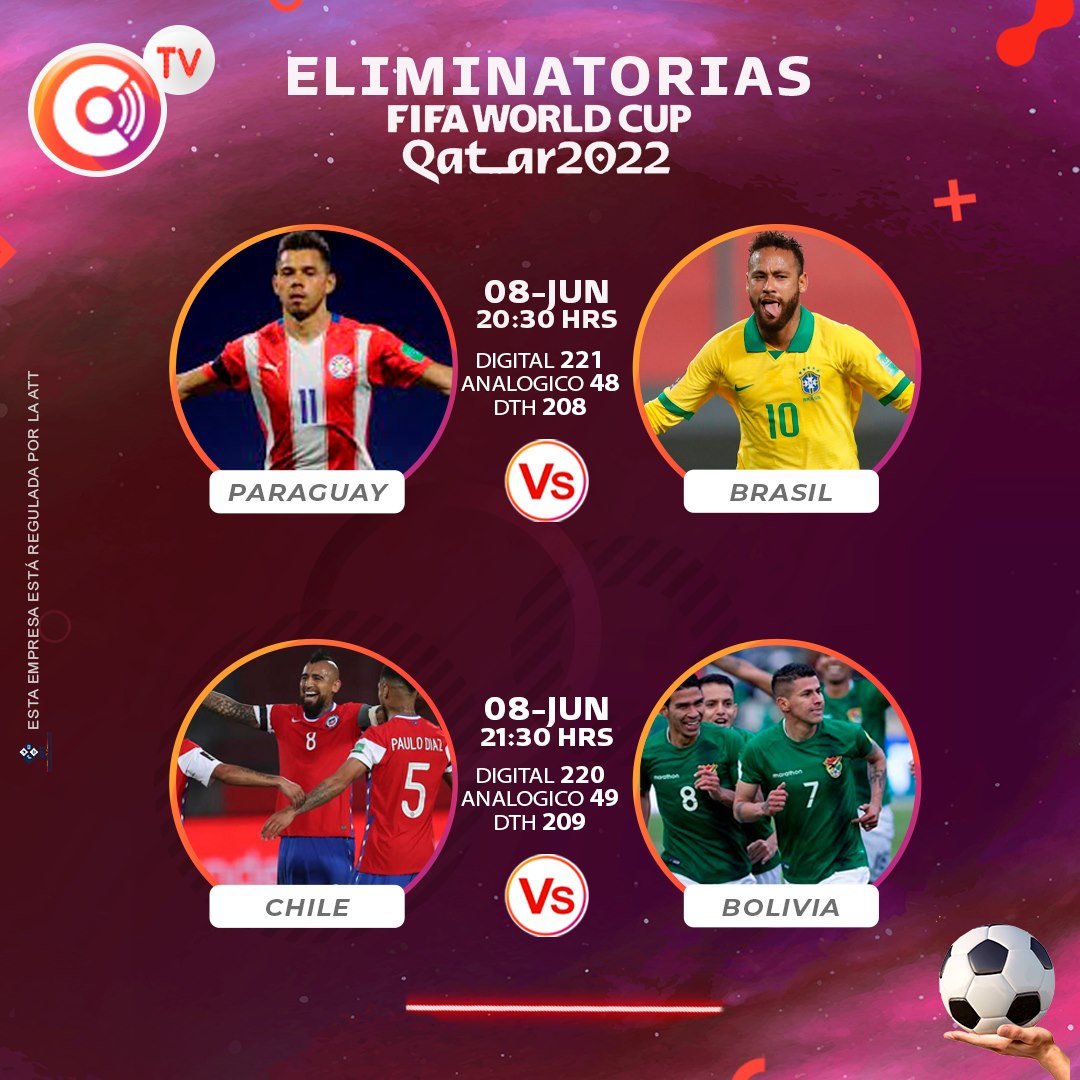 TV
ELIMINATORIAS
FIFA WORLD CUP
Qatar2022
08-JUN
20:30 HRS
DIGITAL 221
ANALOGICO 48
DTH 208
11
10
Vs
PARAGUAY
BRASIL
ESTA EMPRESA ESTÁ REGULADA POR LA ATT
08-JUN
21:30 HRS
DIGITAL 220
ANALOGICO 49
DTH 209
8
PAULO DIAZ
5
marathon
8
marathon
7
Vs
CHILE
BOLIVIA